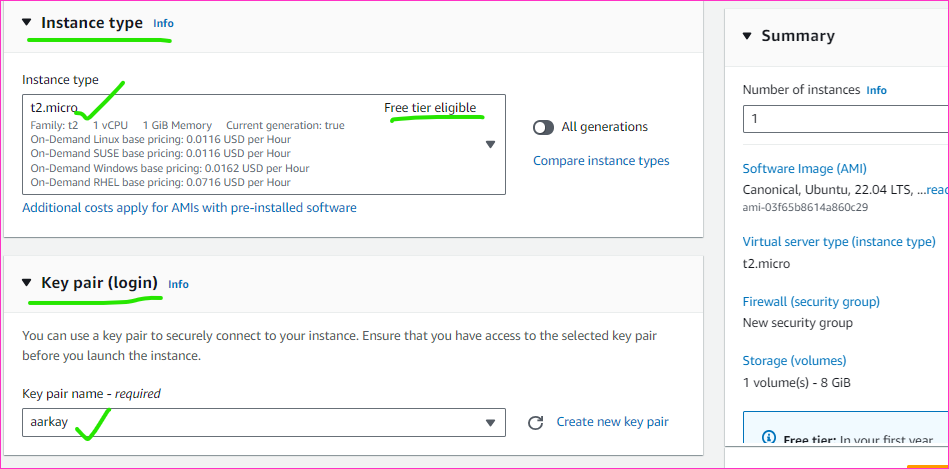 Instance type Info
Instance type
t2.micro Free tier eligible
Family: t2 1 vCPU 1 GiB Memory Current generation: true
On-Demand Linux base pricing: 0.0116 USD per Hour
On-Demand SUSE base pricing: 0.0116 USD per Hour
On-Demand Windows base pricing: 0.0162 USD per Hour
On-Demand RHEL base pricing: 0.0716 USD per Hour
All generations
Compare instance types
Additional costs apply for AMIs with pre-installed software
Key pair (login) Info
You can use a key pair to securely connect to your instance. Ensure that you have access to the selected key pair
before you launch the instance.
Key pair name - required
aarkay
Create new key pair
Summary
Number of instances Info
1
Software Image (AMI)
Canonical, Ubuntu, 22.04 LTS, ...reac
ami-03f65b8614a860c29
Virtual server type (instance type)
t2.micro
Firewall (security group)
New security group
Storage (volumes)
1 volume(s) - 8 GiB
Free tier: In your first year